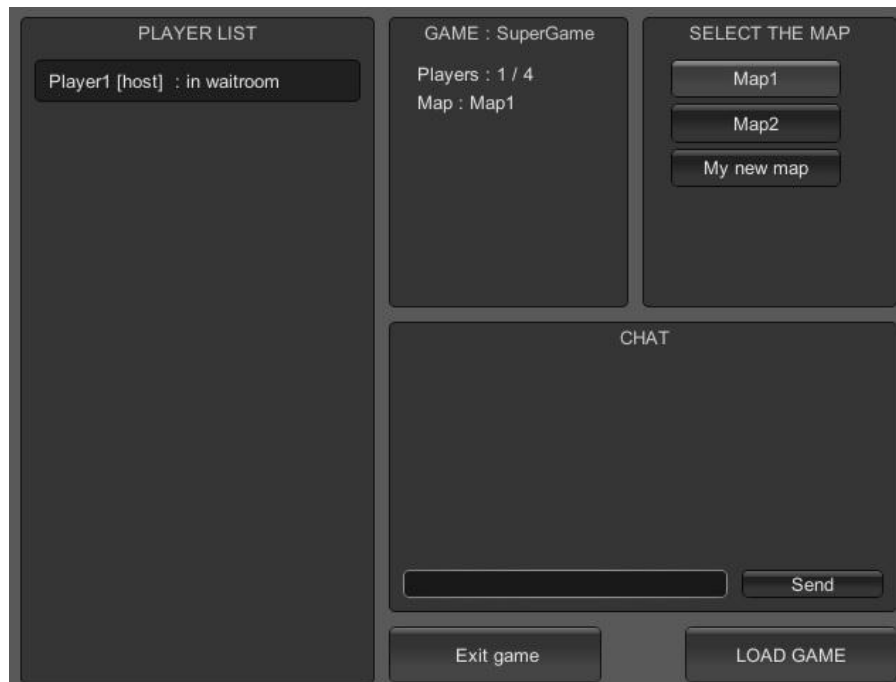 PLAYER LIST
Player1 [host]  : in waitroom
GAME : SuperGame
Players : 1 / 4
Map : Map1
SELECT THE MAP
Map1
Map2
My new map
CHAT
Send
Exit game
LOAD GAME